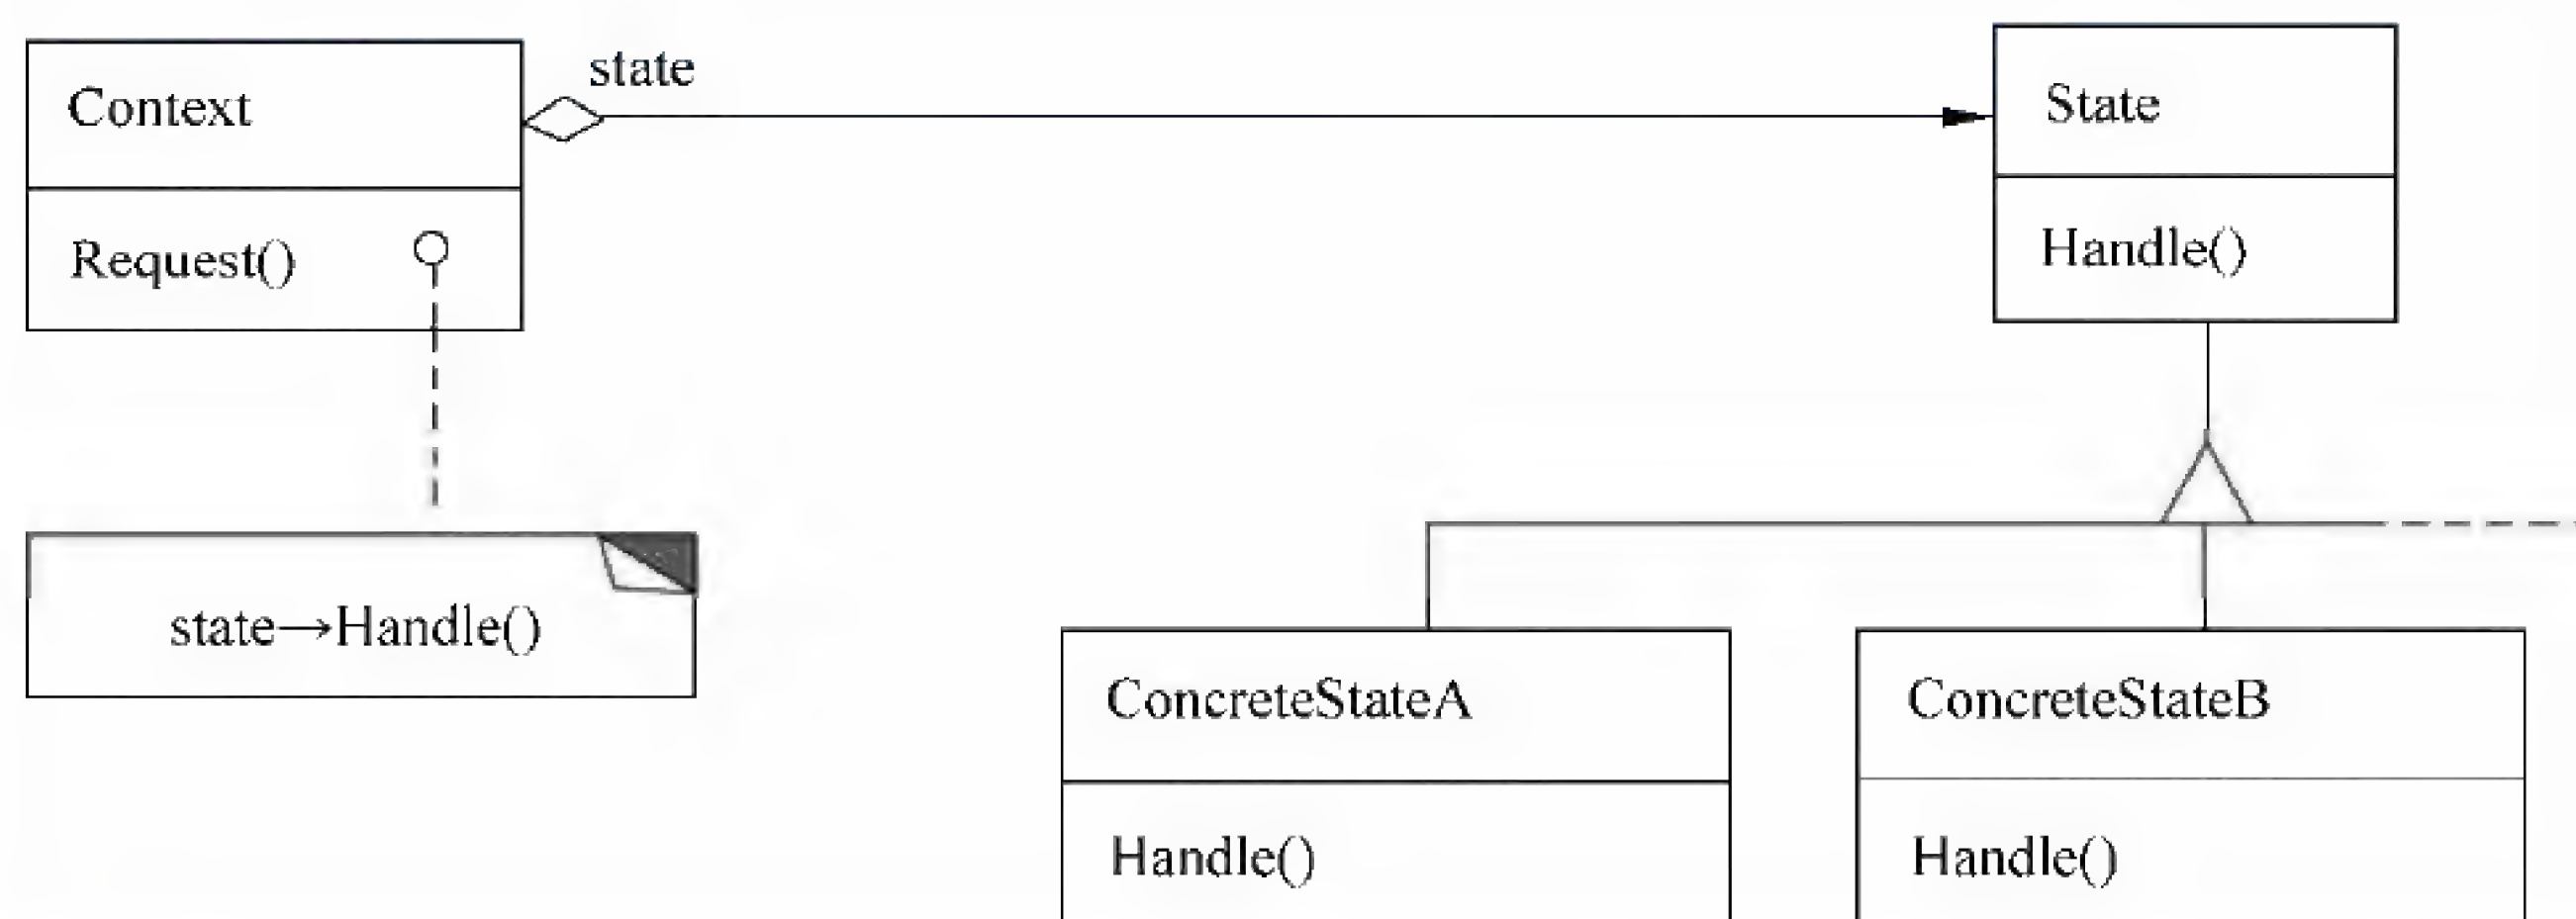 Context
Request()
state
State
Handle()
state→Handle()
ConcreteStateA
Handle()
ConcreteStateB
Handle()